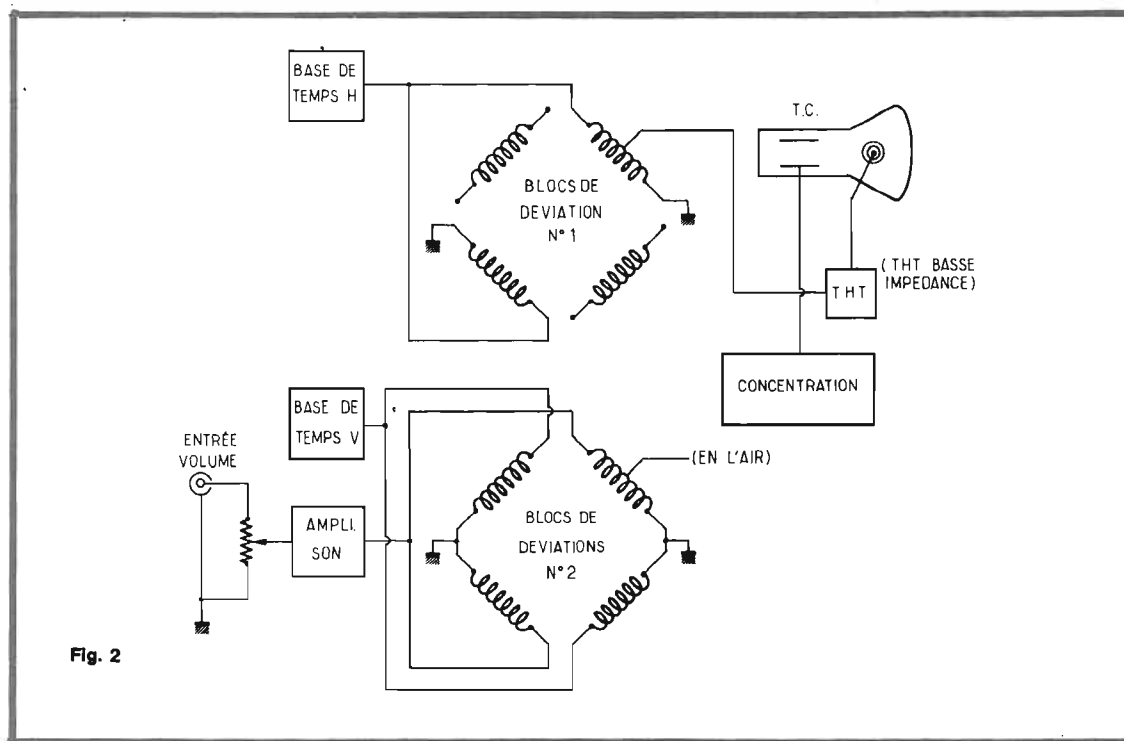 BASE DE
TEMPS H
T.C.
BLOCS DE
DEVIATION
N° 1
THT
(THT BASSE
IMPEDANCE)
CONCENTRATION
BASE DE
TEMPS V
ENTRÉE
VOLUME
(EN L'AIR)
AMPLI
SON
BLOCS DE
DEVIATIONS
N° 2
Fig. 2